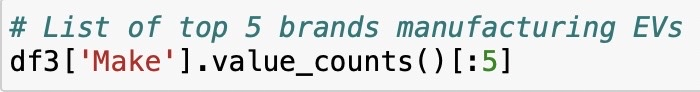 # List of top 5 brands manufacturing EVs
df3['Make'].value_counts()[:5]